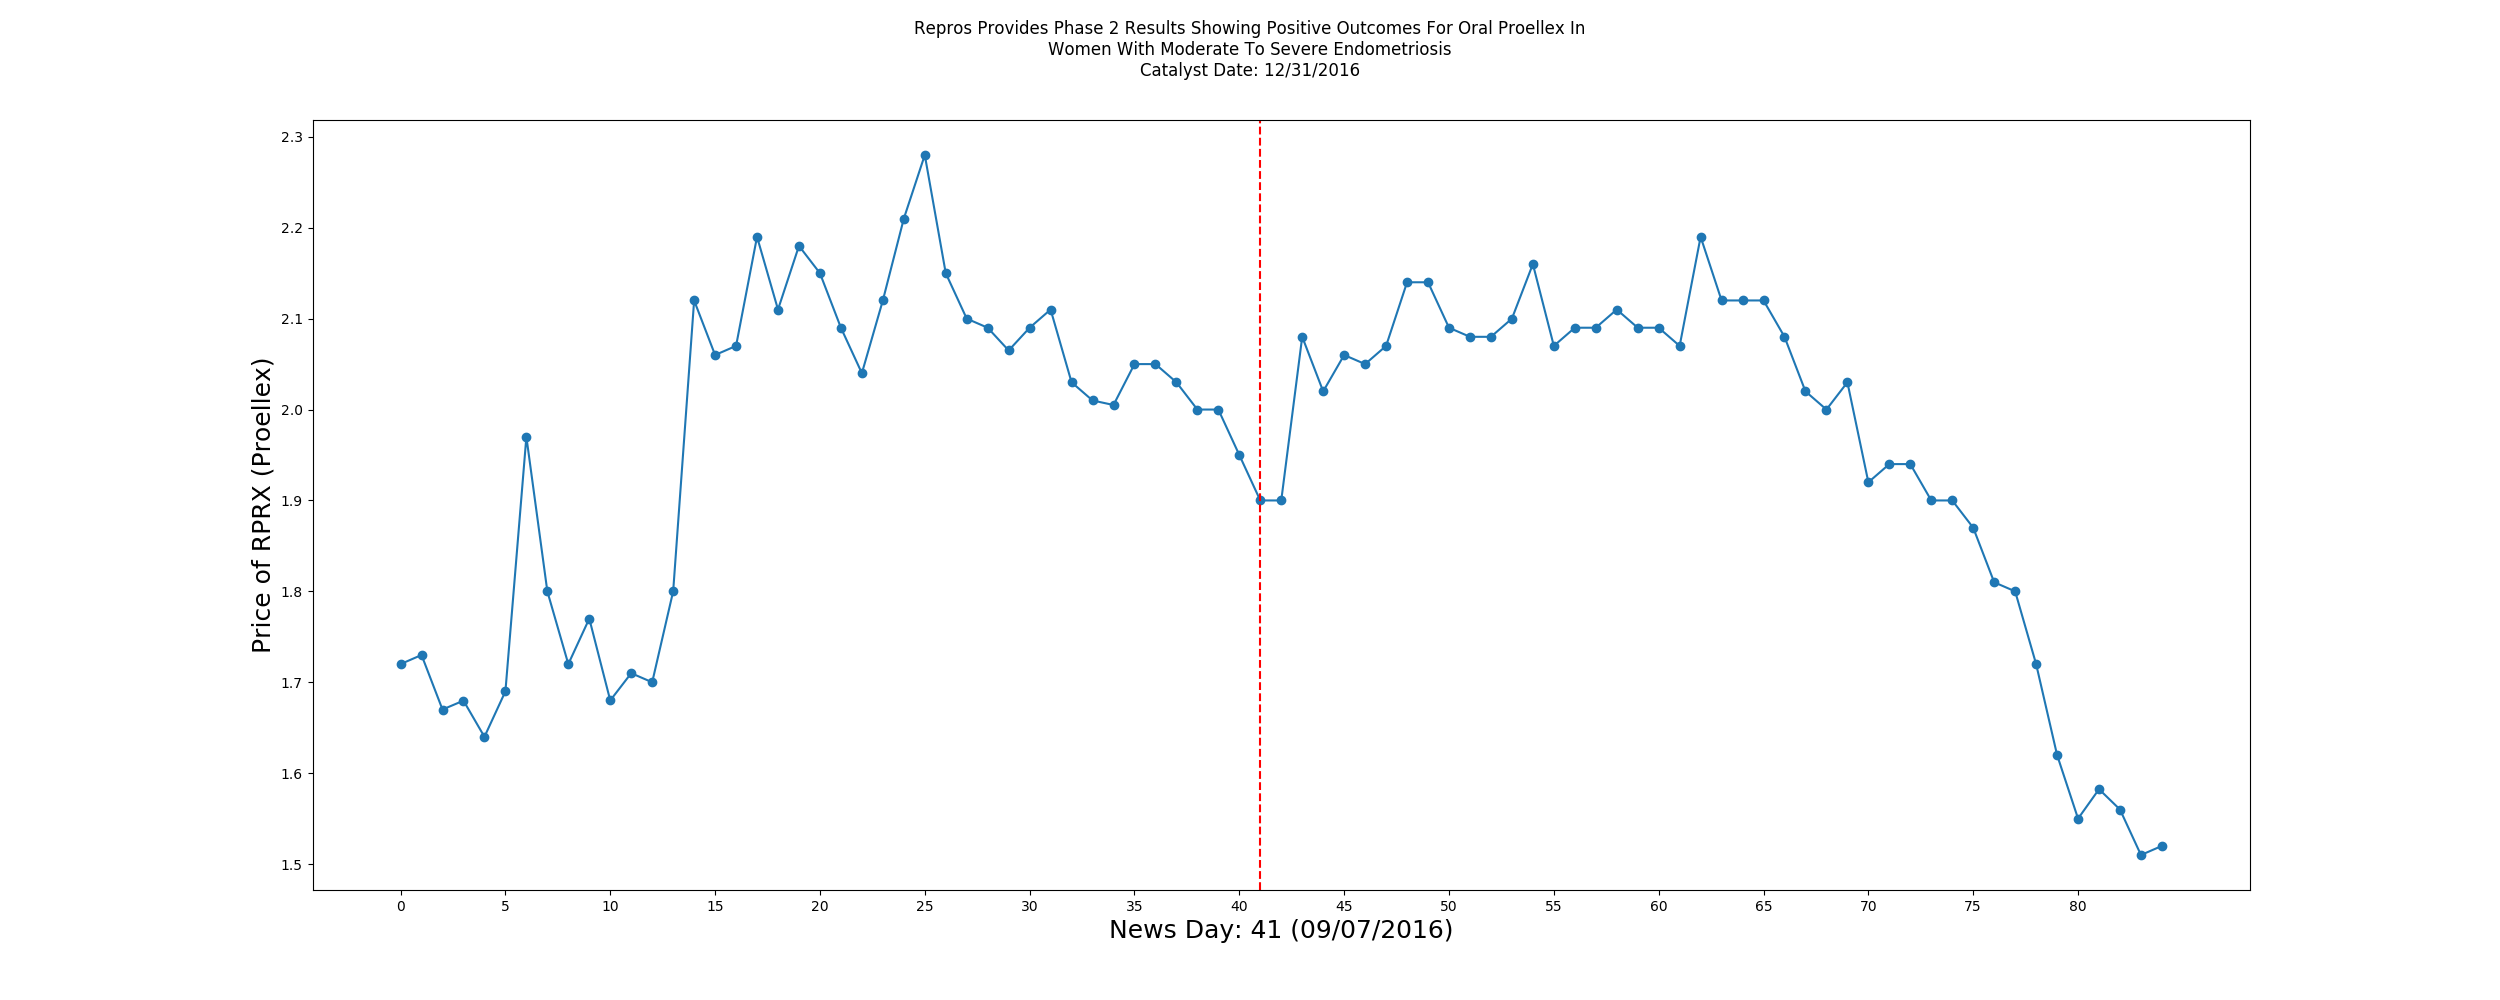 Repros Provides Phase 2 Results Showing Positive Outcomes For Oral Proellex In
Women With Moderate To Severe Endometriosis
Catalyst Date: 12/31/2016
2.3
2.2
2.1
2.0
1.9
1.8
1.7
1.6
1.5
Price of RPRX (Proellex)
0 5 10 15 20 25 30 35 40 45 50 55 60 65 70 75 80
News Day: 41 (09/07/2016)